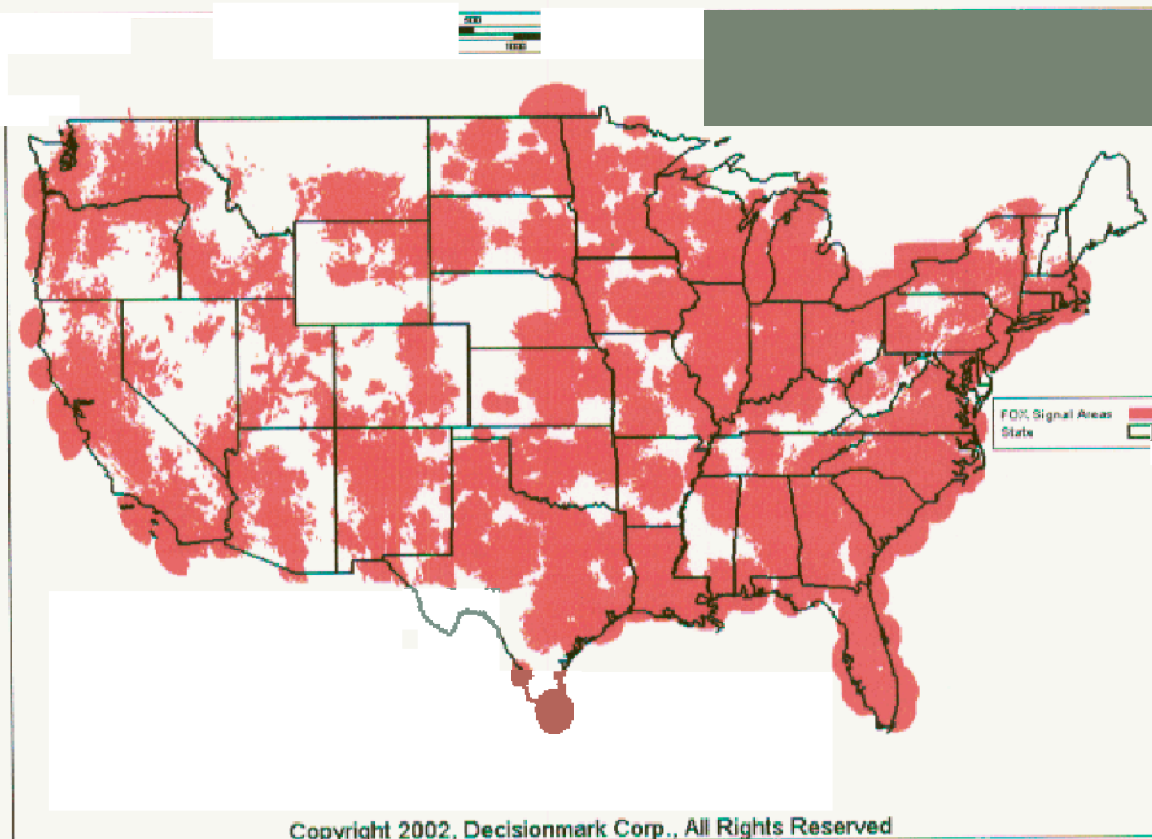 500
1000
FOX Signal Areas
State
Copyright 2002, Decisionmark Corp., All Rights Reserved